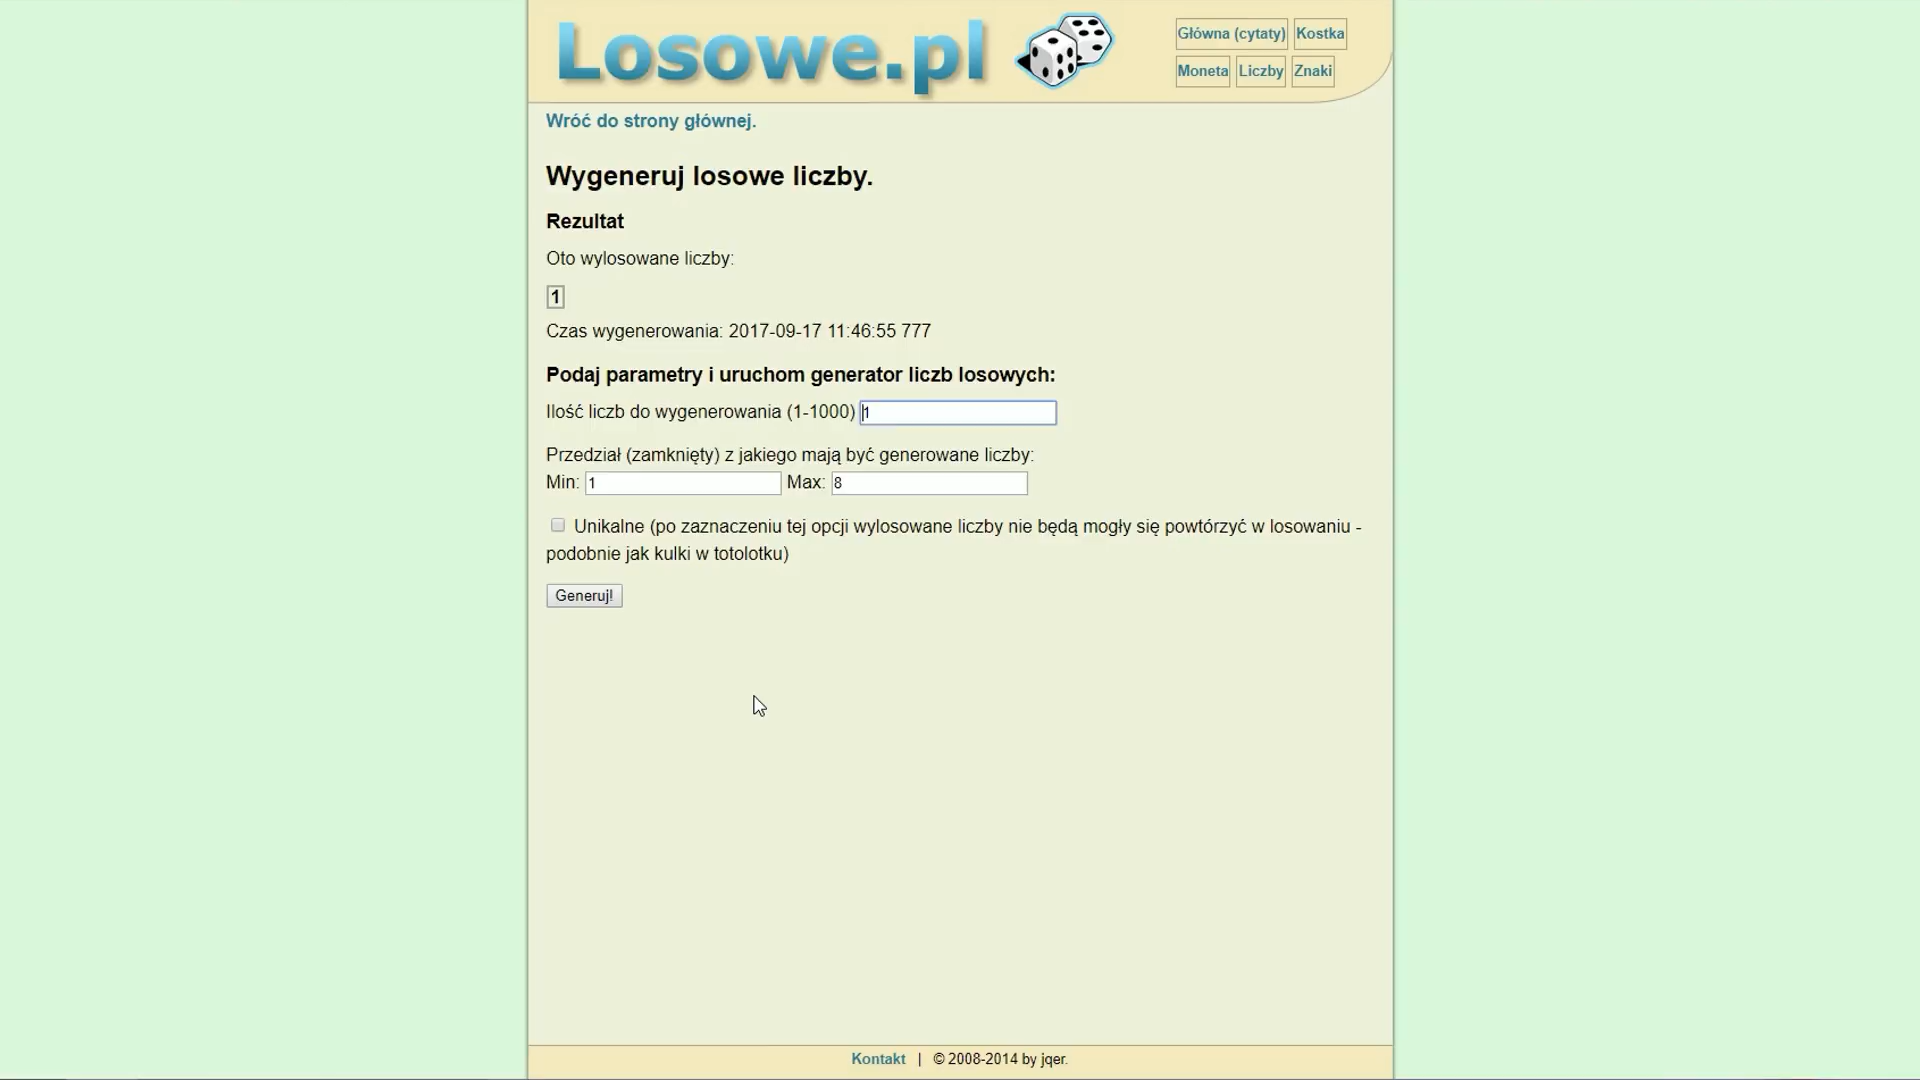 Losowe.pl
Główna (cytaty) Kostka
Moneta Liczby Znaki
Wróć do strony głównej.
Wygeneruj losowe liczby.
Rezultat
Oto wylosowane liczby:
1
Czas wygenerowania: 2017-09-17 11:46:55 777
Podaj parametry i uruchom generator liczb losowych:
Ilość liczb do wygenerowania (1-1000) 1
Przedział (zamknięty) z jakiego mają być generowane liczby:
Min: 1 Max: 8
Unikalne (po zaznaczeniu tej opcji wylosowane liczby nie będą mogły się powtórzyć w losowaniu -
podobnie jak kulki w totolotku)
Generuj!
Kontakt | © 2008-2014 by jqer.